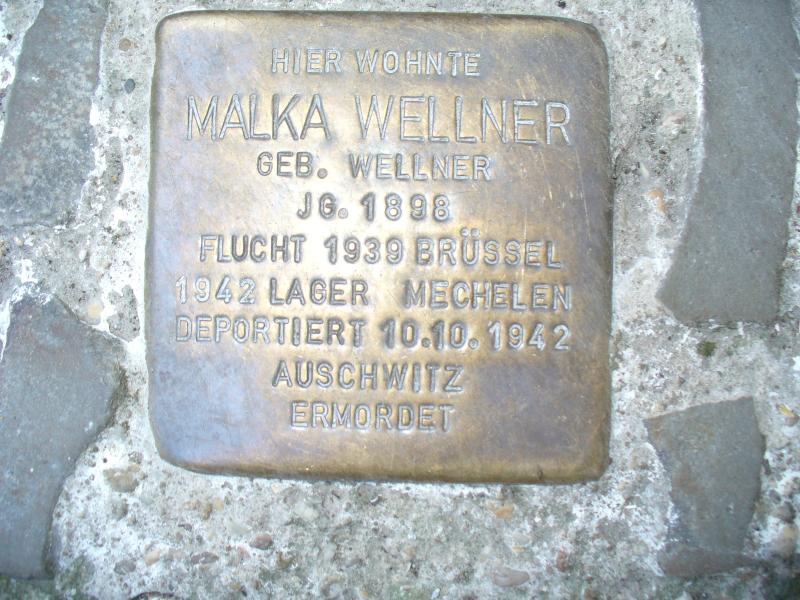 HIER WOHNTE
MALKA WELLNER
GEB. WELLNER
JG. 1898
FLUCHT 1939 BRÜSSEL
1942 LAGER MECHELEN
DEPORTIERT 10.10.1942
AUSCHWITZ
ERMORDET